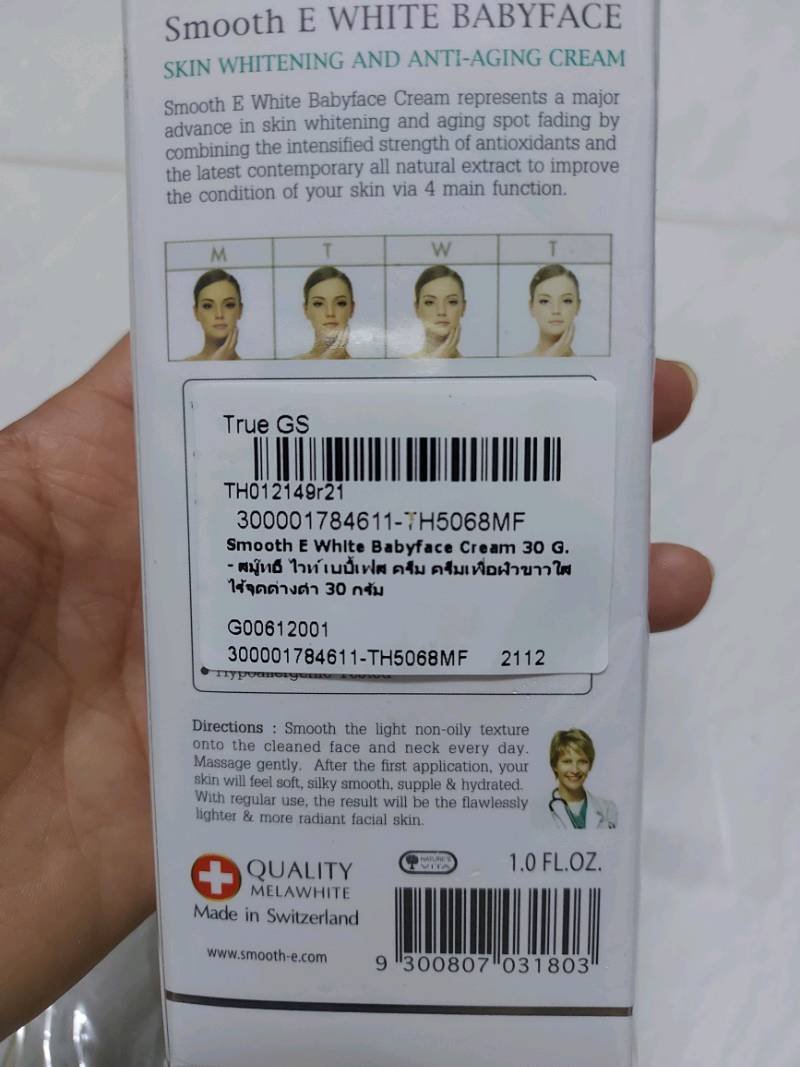 Smooth E WHITE BABYFACE
SKIN WHITENING AND ANTI-AGING CREAM
Smooth E White Babyface Cream represents a major
advance in skin whitening and aging spot fading by
combining the intensified strength of antioxidants and
the latest contemporary all natural extract to improve
the condition of your skin via 4 main function.
M T W T
True GS
TH012149r21
300001784611-TH5068MF
Smooth E White Babyface Cream 30 G.
- สมูทอี ไวท์ เบบี้เฟส ครีม ครีมเพื่อผิวขาวใส
ไร้จุดด่างดำ 30 กรัม
G00612001
300001784611-TH5068MF 2112
• Hypoallergenic Tested
Directions : Smooth the light non-oily texture
onto the cleaned face and neck every day.
Massage gently. After the first application, your
skin will feel soft, silky smooth, supple & hydrated.
With regular use, the result will be the flawlessly
lighter & more radiant facial skin.
QUALITY
MELAWHITE
Made in Switzerland
www.smooth-e.com
NATURE'S
VITA
1.0 FL.OZ.
9 300807 031803